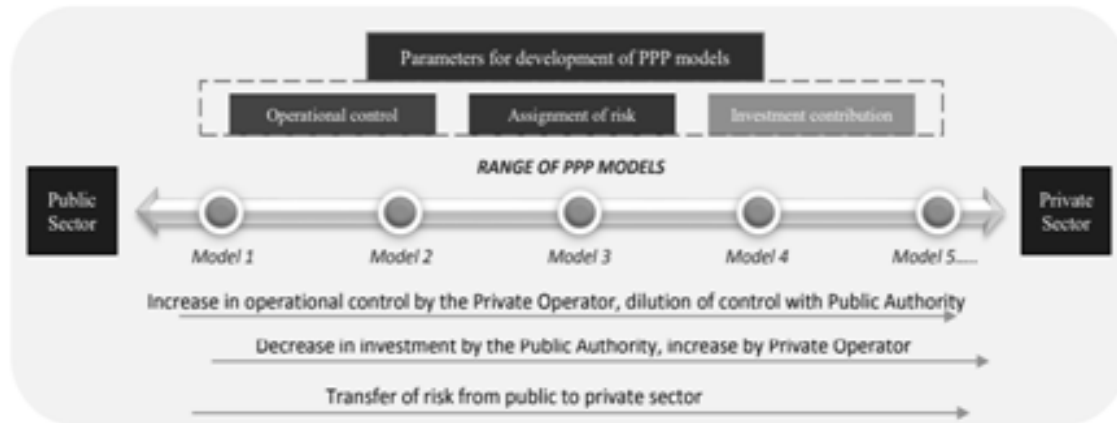 Parameters for development of PPP models
Operational control
Assignment of risk
Investment contribution
RANGE OF PPP MODELS
Public
Sector
Private
Sector
Model 1
Model 2
Model 3
Model 4
Model 5.....
Increase in operational control by the Private Operator, dilution of control with Public Authority
Decrease in investment by the Public Authority, increase by Private Operator
Transfer of risk from public to private sector